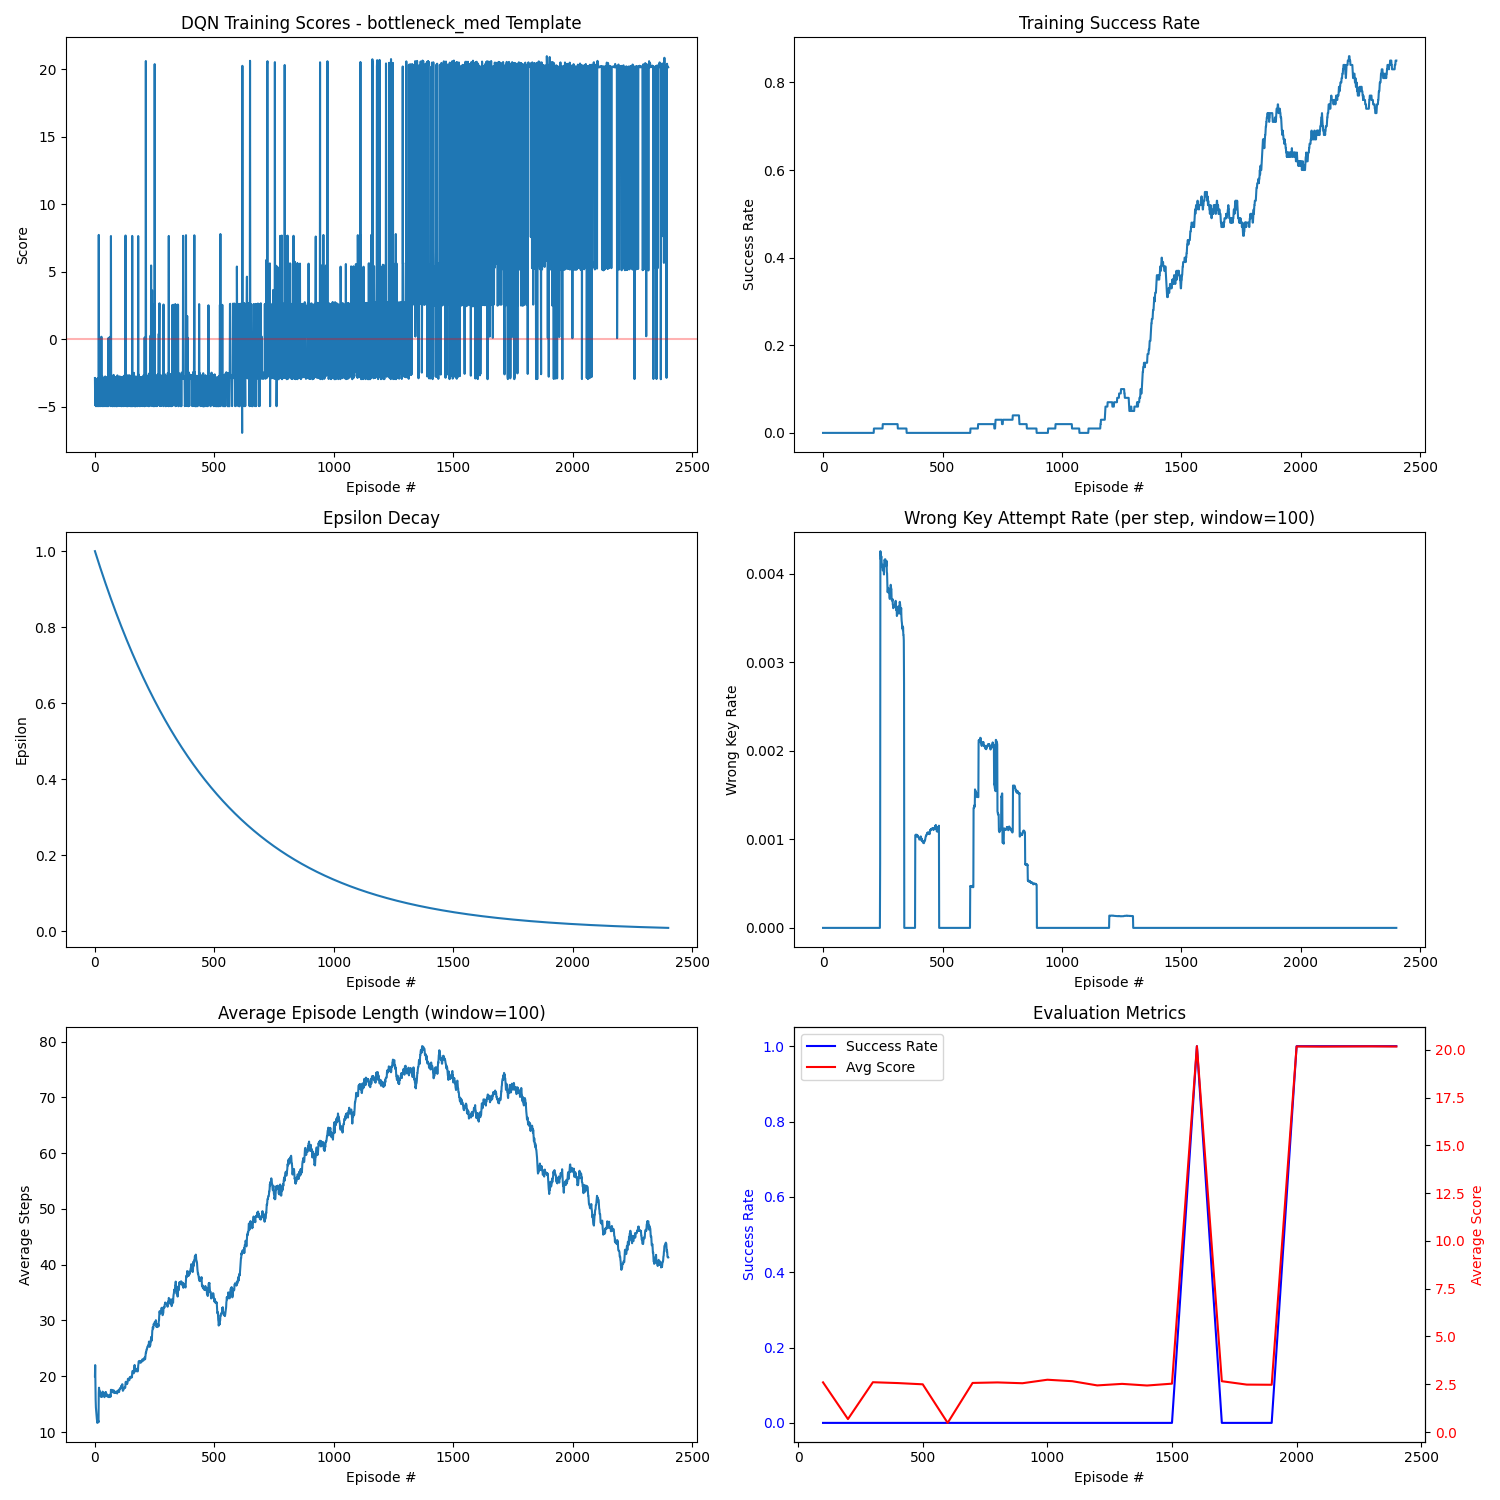 DQN Training Scores - bottleneck_med Template
20
15
10
5
0
−5
Score
0 500 1000 1500 2000 2500
Episode #
Training Success Rate
0.8
0.6
0.4
0.2
0.0
Success Rate
0 500 1000 1500 2000 2500
Episode #
Epsilon Decay
1.0
0.8
0.6
0.4
0.2
0.0
Epsilon
0 500 1000 1500 2000 2500
Episode #
Wrong Key Attempt Rate (per step, window=100)
0.004
0.003
0.002
0.001
0.000
Wrong Key Rate
0 500 1000 1500 2000 2500
Episode #
Average Episode Length (window=100)
80
70
60
50
40
30
20
10
Average Steps
0 500 1000 1500 2000 2500
Episode #
Evaluation Metrics
Success Rate
Avg Score
1.0
0.8
0.6
0.4
0.2
0.0
Success Rate
20.0
17.5
15.0
12.5
10.0
7.5
5.0
2.5
0.0
Average Score
0 500 1000 1500 2000 2500
Episode #